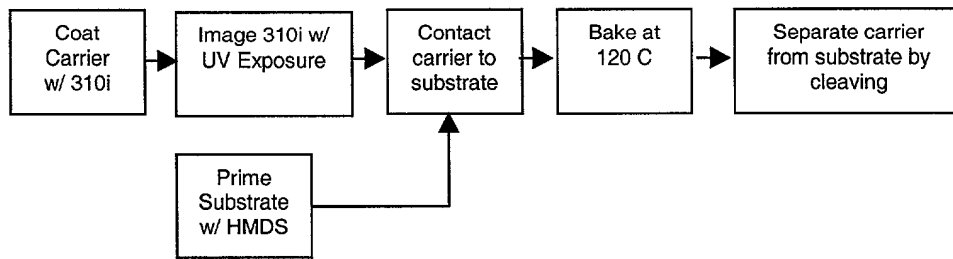 Coat
Carrier
w/ 310i
Image 310i w/
UV Exposure
Contact
carrier to
substrate
Bake at
120 C
Separate carrier
from substrate by
cleaving
Prime
Substrate
w/ HMDS